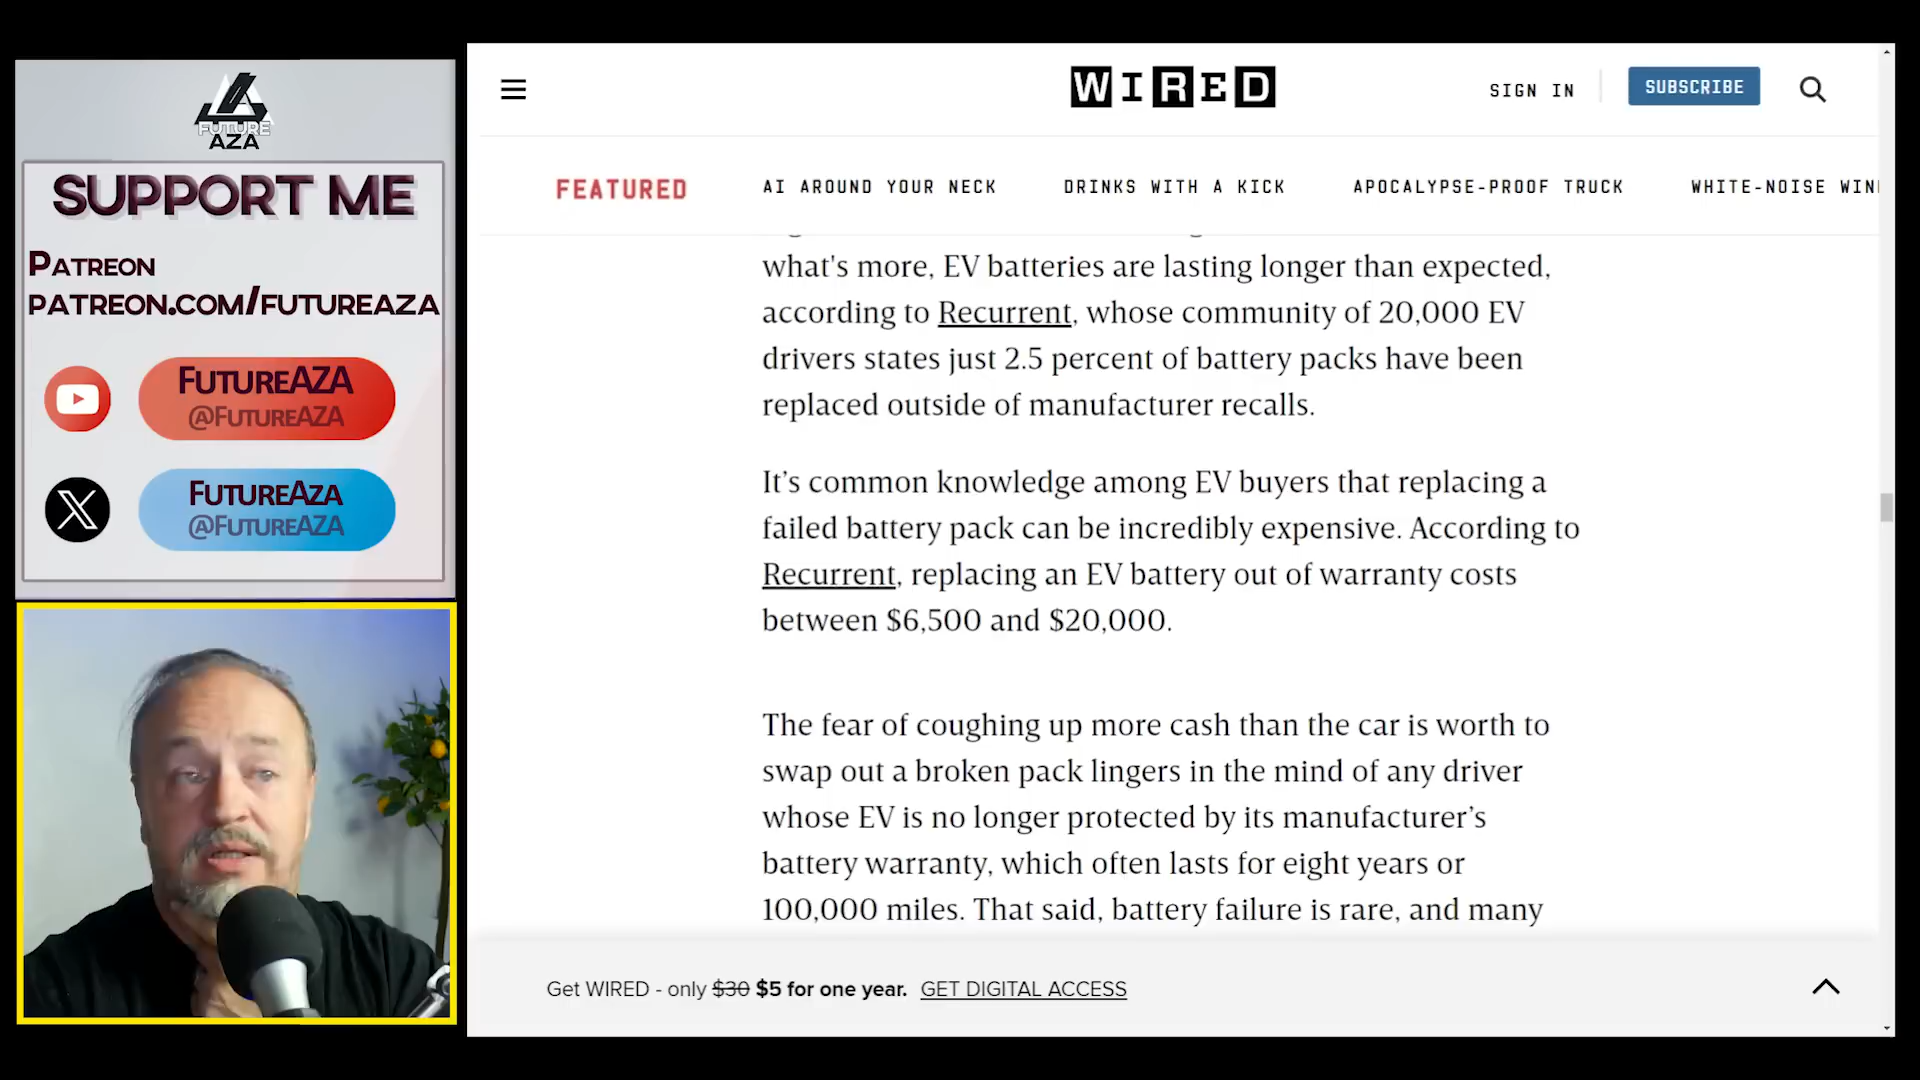 FUTURE
AZA
SUPPORT ME
PATREON
PATREON.COM/FUTUREAZA
FUTUREAZA
@FUTUREAZA
FUTUREAZA
@FUTUREAZA
WIRED
SIGN IN
SUBSCRIBE
FEATURED
AI AROUND YOUR NECK
DRINKS WITH A KICK
APOCALYPSE-PROOF TRUCK
WHITE-NOISE WIN
what's more, EV batteries are lasting longer than expected,
according to Recurrent, whose community of 20,000 EV
drivers states just 2.5 percent of battery packs have been
replaced outside of manufacturer recalls.
It’s common knowledge among EV buyers that replacing a
failed battery pack can be incredibly expensive. According to
Recurrent, replacing an EV battery out of warranty costs
between $6,500 and $20,000.
The fear of coughing up more cash than the car is worth to
swap out a broken pack lingers in the mind of any driver
whose EV is no longer protected by its manufacturer’s
battery warranty, which often lasts for eight years or
100,000 miles. That said, battery failure is rare, and many
Get WIRED - only $30 $5 for one year. GET DIGITAL ACCESS